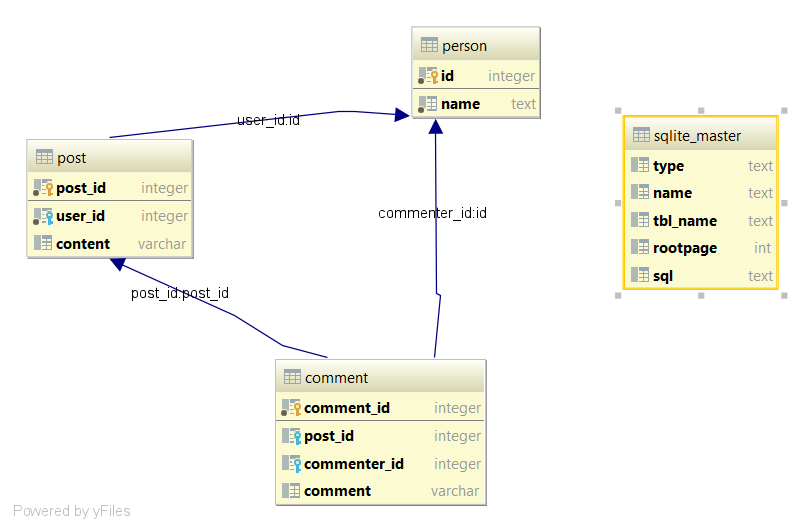 person
id integer
name text
user_id:id
post
post_id integer
user_id integer
content varchar
sqlite_master
type text
name text
tbl_name text
rootpage int
sql text
commenter_id:id
post_id:post_id
comment
comment_id integer
post_id integer
commenter_id integer
comment varchar
Powered by yFiles